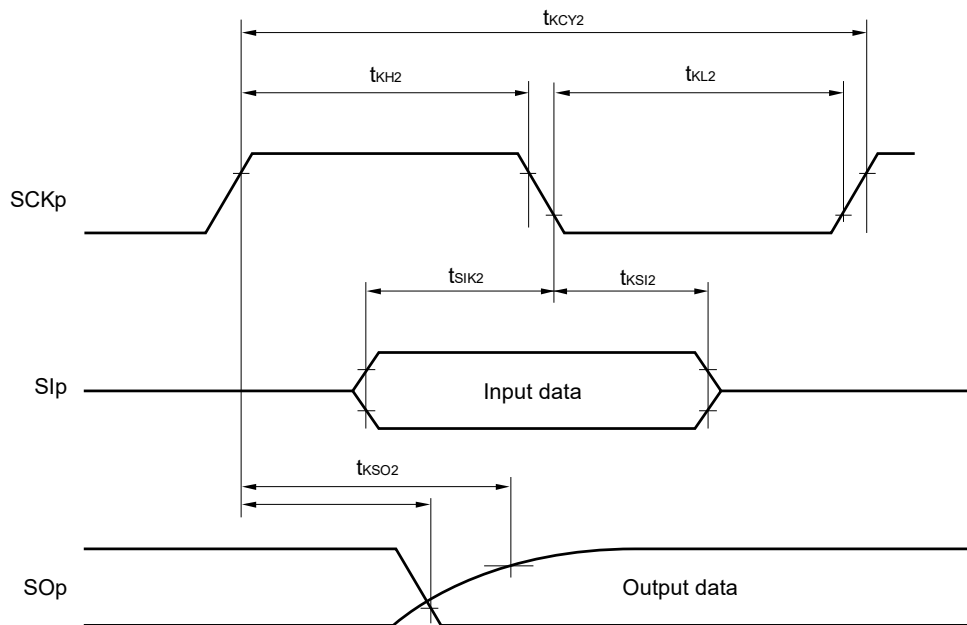 tKCY2
tKH2
tKL2
SCKp
tSIK2
tKSI2
SIp
Input data
tKSO2
SOp
Output data